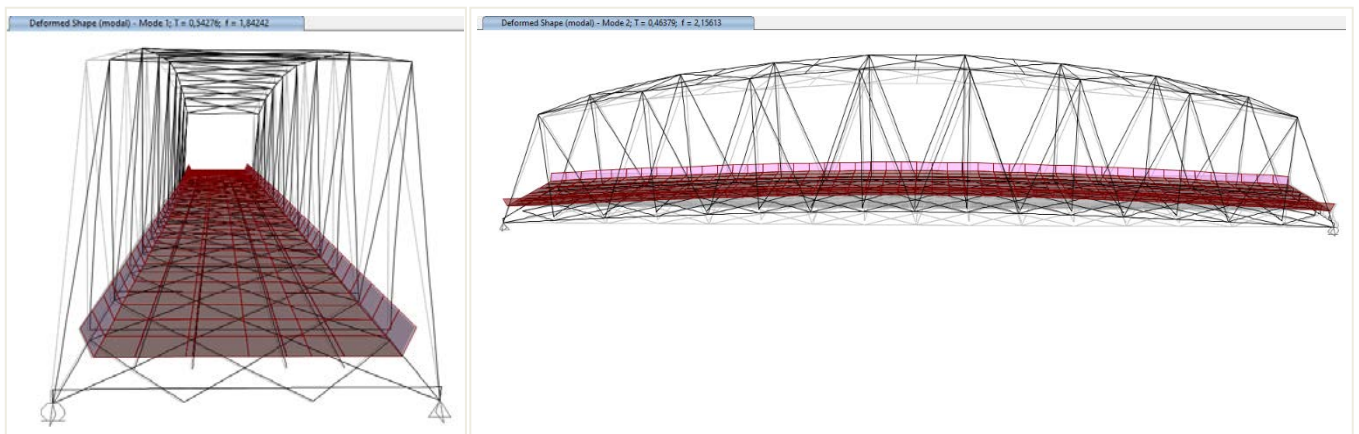 Deformed Shape (modal) - Mode 1; T = 0,54276; f = 1,84242
Deformed Shape (modal) - Mode 2; T = 0,46379; f = 2,15613